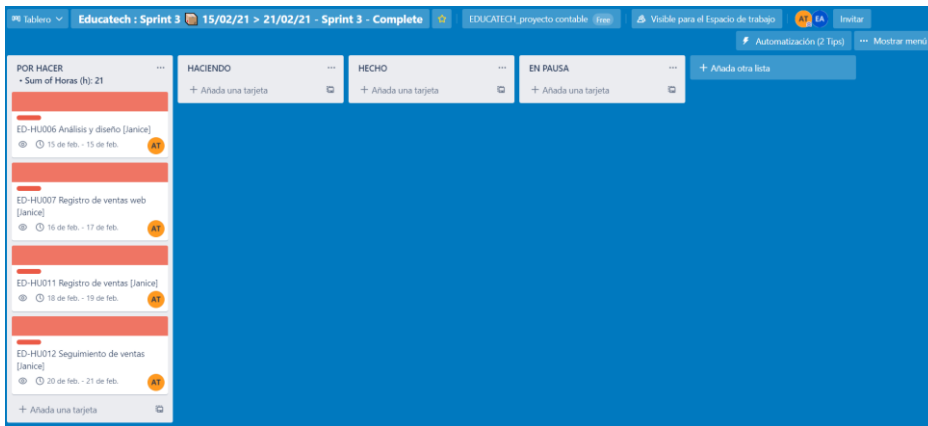 Tablero
Educatech : Sprint 3 15/02/21 > 21/02/21 - Sprint 3 - Complete
EDUCATECH_proyecto contable Free
Visible para el Espacio de trabajo
AT EA
Invitar
Automatización (2 Tips)
... Mostrar menú
POR HACER ...
• Sum of Horas (h): 21
ED-HU006 Análisis y diseño [Janice]
15 de feb. - 15 de feb. AT
ED-HU007 Registro de ventas web
[Janice]
16 de feb. - 17 de feb. AT
ED-HU011 Registro de ventas [Janice]
18 de feb. - 19 de feb. AT
ED-HU012 Seguimiento de ventas
[Janice]
20 de feb. - 21 de feb. AT
+ Añada una tarjeta
HACIENDO ...
+ Añada una tarjeta
HECHO ...
+ Añada una tarjeta
EN PAUSA ...
+ Añada una tarjeta
+ Añada otra lista